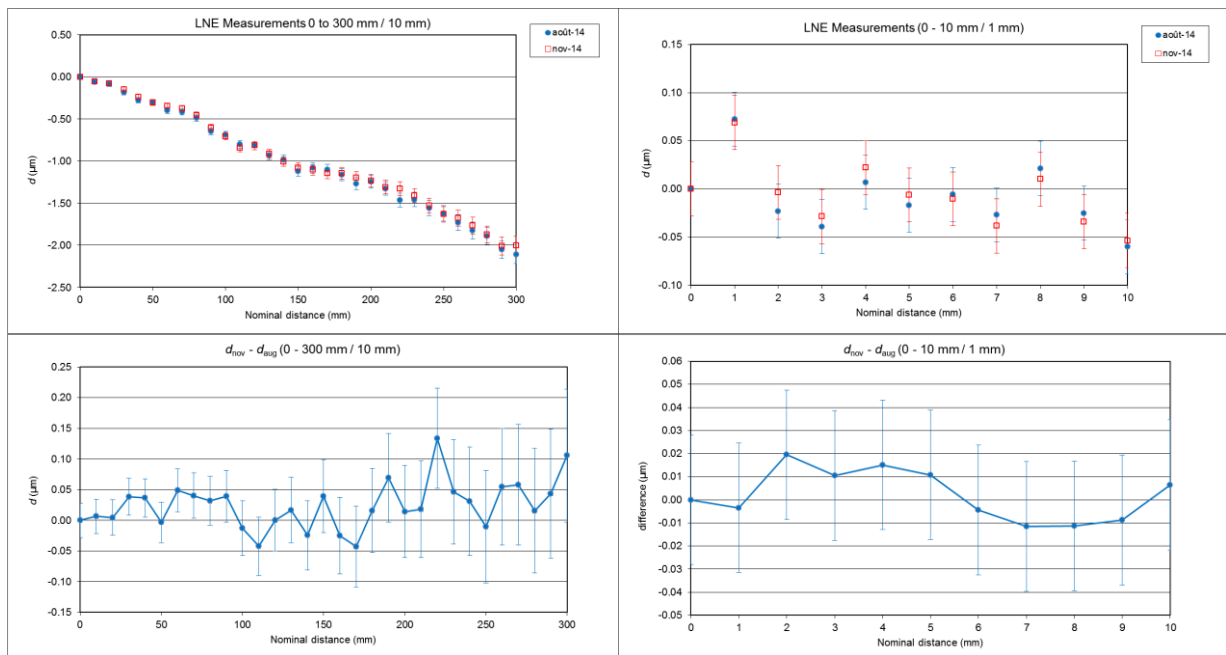 LNE Measurements 0 to 300 mm / 10 mm)
0.50
0.00
-0.50
-1.00
-1.50
-2.00
-2.50
d (µm)
0 50 100 150 200 250 300
Nominal distance (mm)
août-14
nov-14
LNE Measurements (0 - 10 mm / 1 mm)
0.15
0.10
0.05
0.00
-0.05
-0.10
d (µm)
0 1 2 3 4 5 6 7 8 9 10
Nominal distance (mm)
août-14
nov-14
dnov - daug (0 - 300 mm / 10 mm)
0.25
0.20
0.15
0.10
0.05
0.00
-0.05
-0.10
-0.15
d (µm)
0 50 100 150 200 250 300
Nominal distance (mm)
dnov - daug (0 - 10 mm / 1 mm)
0.06
0.05
0.04
0.03
0.02
0.01
0.00
-0.01
-0.02
-0.03
-0.04
-0.05
difference (µm)
0 1 2 3 4 5 6 7 8 9 10
Nominal distance (mm)